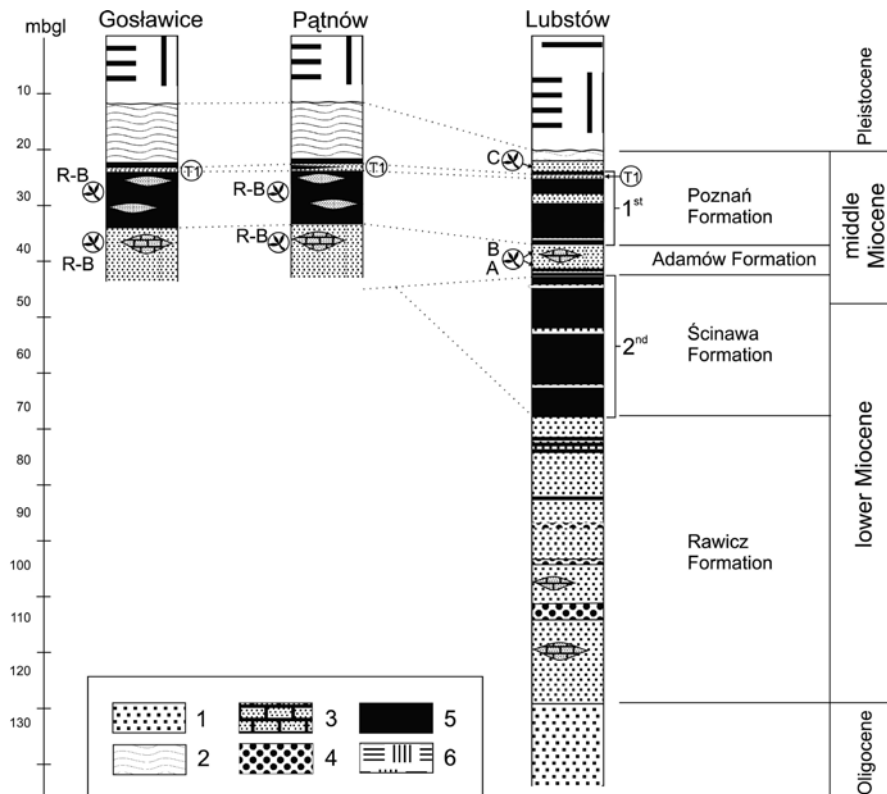 mbgl
Gosławice
Pątnów
Lubstów
10
20
30
40
50
60
70
80
90
100
110
120
130
R-B
T1
R-B
R-B
T1
R-B
C
T1
B
A
1st
2nd
Poznań
Formation
Adamów Formation
Ścinawa
Formation
Rawicz
Formation
Pleistocene
middle
Miocene
lower Miocene
Oligocene
1
3
5
2
4
6